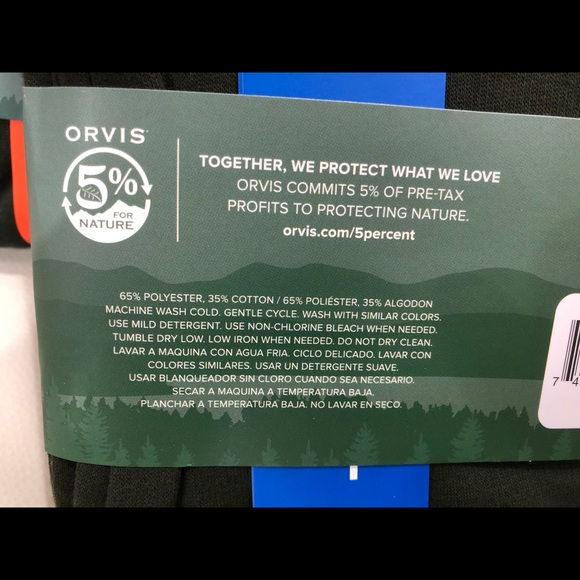 ORVIS
5%
FOR
NATURE
TOGETHER, WE PROTECT WHAT WE LOVE
ORVIS COMMITS 5% OF PRE-TAX
PROFITS TO PROTECTING NATURE.
orvis.com/5percent
65% POLYESTER, 35% COTTON / 65% POLIÉSTER, 35% ALGODON
MACHINE WASH COLD. GENTLE CYCLE. WASH WITH SIMILAR COLORS.
USE MILD DETERGENT. USE NON-CHLORINE BLEACH WHEN NEEDED.
TUMBLE DRY LOW. LOW IRON WHEN NEEDED. DO NOT DRY CLEAN.
LAVAR A MAQUINA CON AGUA FRIA. CICLO DELICADO. LAVAR CON
COLORES SIMILARES. USAR UN DETERGENTE SUAVE.
USAR BLANQUEADOR SIN CLORO CUANDO SEA NECESARIO.
SECAR A MAQUINA A TEMPERATURA BAJA.
PLANCHAR A TEMPERATURA BAJA. NO LAVAR EN SECO.
7 4